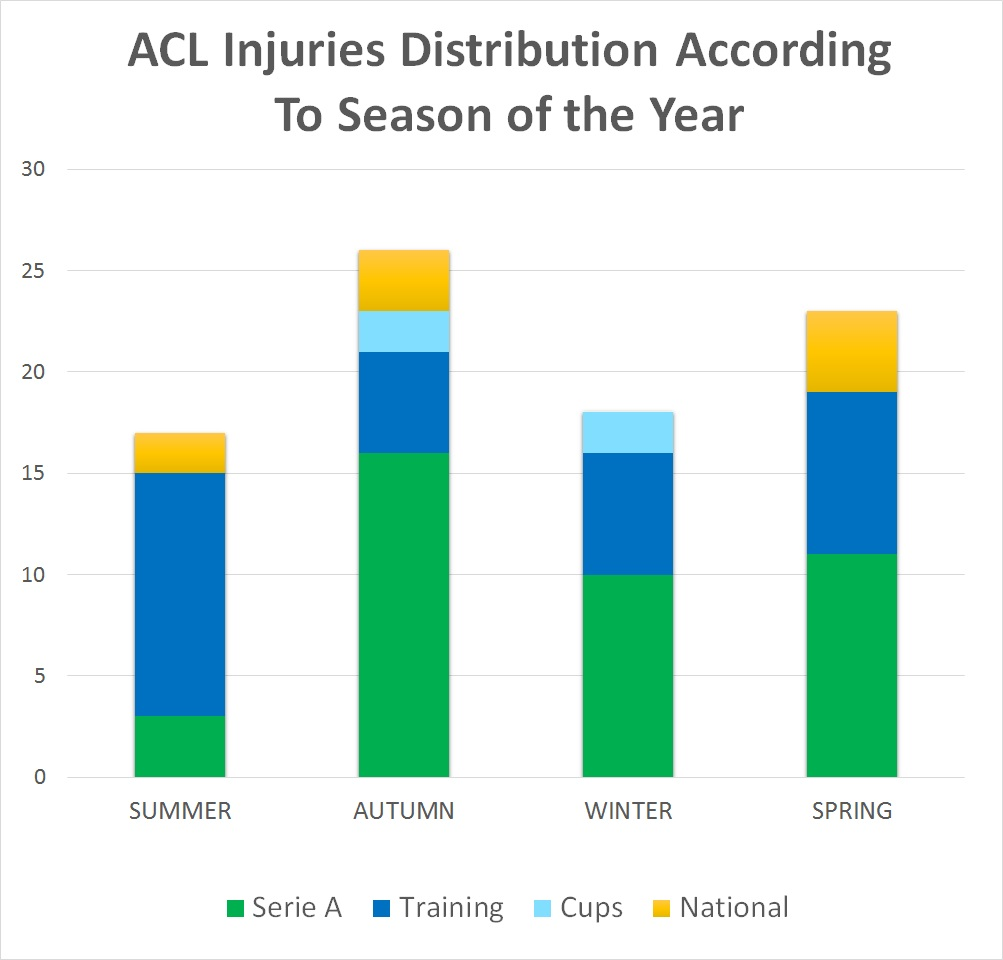 ACL Injuries Distribution According
To Season of the Year
30
25
20
15
10
5
0
SUMMER AUTUMN WINTER SPRING
Serie A Training Cups National